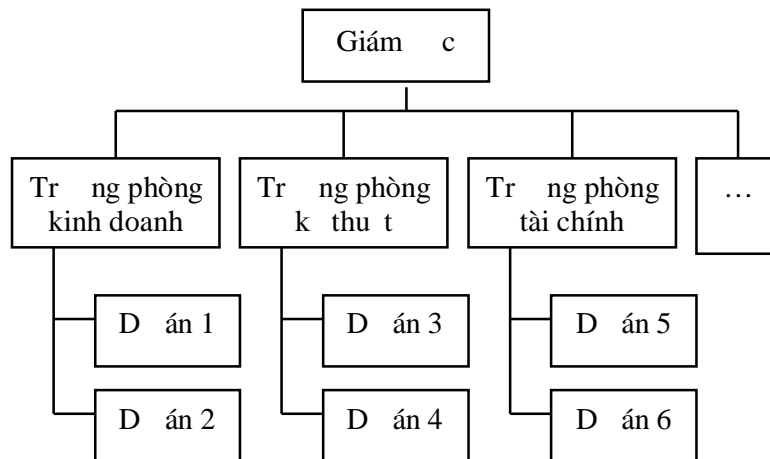 Giám c
Tr ng phòng
kinh doanh
Tr ng phòng
k thu t
Tr ng phòng
tài chính
…
D án 1
D án 3
D án 5
D án 2
D án 4
D án 6